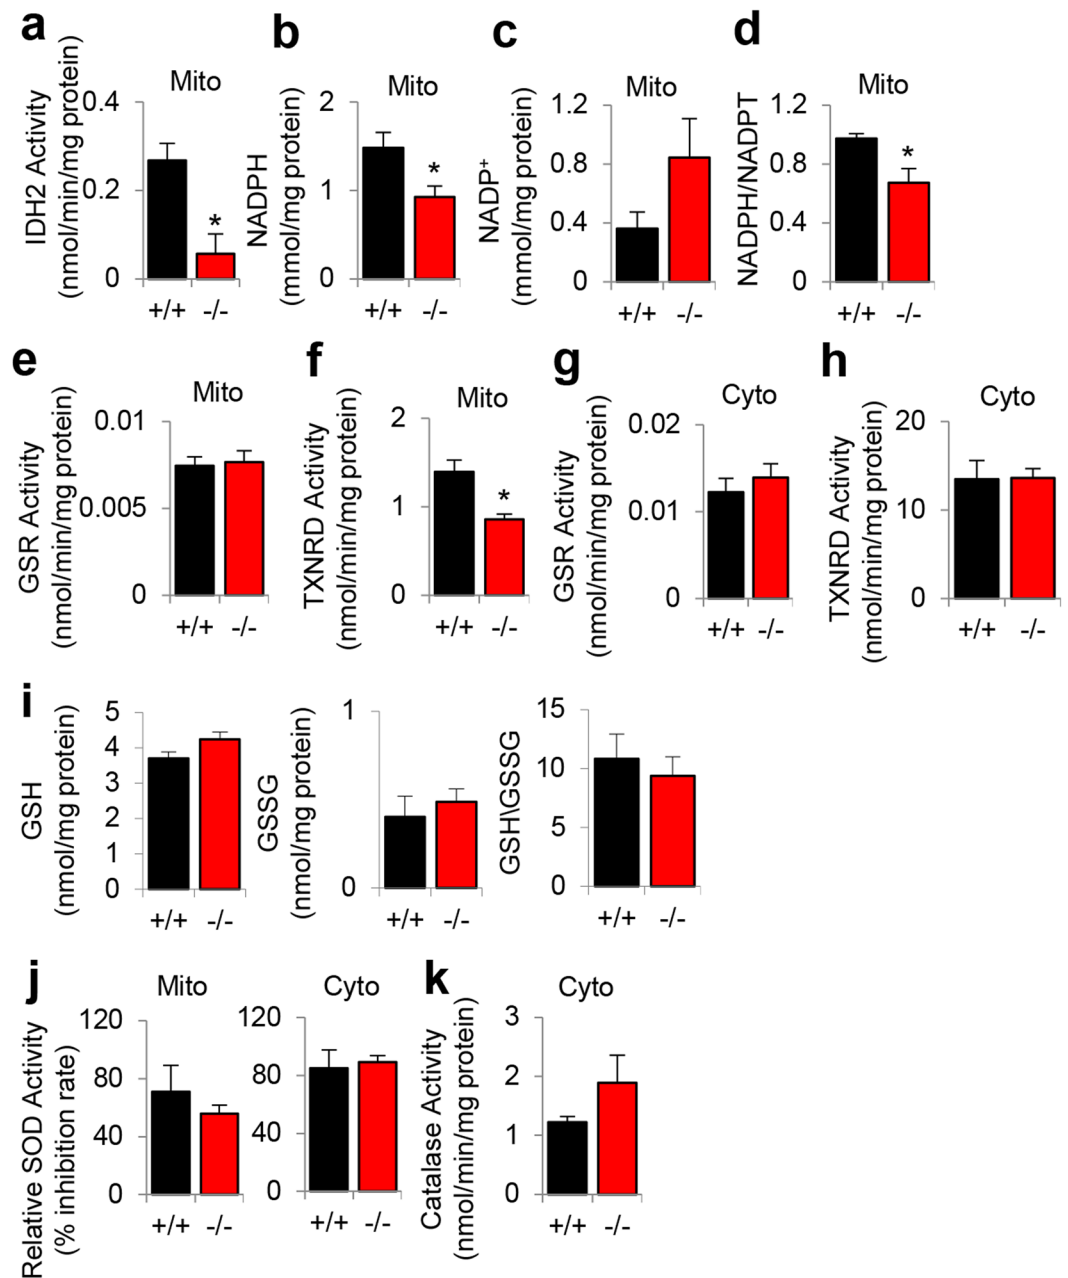 a
Mito
IDH2 Activity
(nmol/min/mg protein)
0.4
0.2
0
*
+/+ -/-
b
Mito
NADPH
(mmol/mg protein)
2
1
0
*
+/+ -/-
c
Mito
NADP+
(mmol/mg protein)
1.2
0.8
0.4
0
+/+ -/-
d
Mito
NADPH/NADPT
1.2
0.8
0.4
0
*
+/+ -/-
e
Mito
GSR Activity
(nmol/min/mg protein)
0.01
0.005
0
+/+ -/-
f
Mito
TXNRD Activity
(nmol/min/mg protein)
2
1
0
*
+/+ -/-
g
Cyto
GSR Activity
(nmol/min/mg protein)
0.02
0.01
0
+/+ -/-
h
Cyto
TXNRD Activity
(nmol/min/mg protein)
20
10
0
+/+ -/-
i
GSH
(nmol/mg protein)
5
4
3
2
1
0
+/+ -/-
GSSG
(nmol/mg protein)
1
0
+/+ -/-
GSH\GSSG
15
10
5
0
+/+ -/-
j
Mito
Relative SOD Activity
(% inhibition rate)
120
80
40
0
+/+ -/-
Cyto
120
80
40
0
+/+ -/-
k
Cyto
Catalase Activity
(nmol/min/mg protein)
3
2
1
0
+/+ -/-